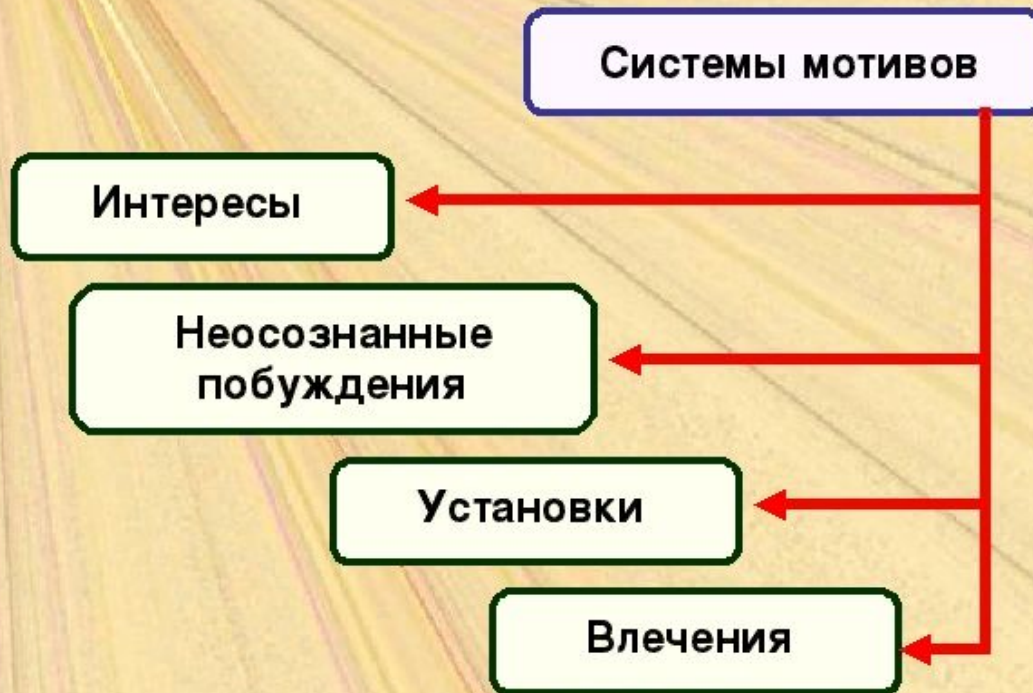 Системы мотивов
Интересы
Неосознанные
побуждения
Установки
Влечения